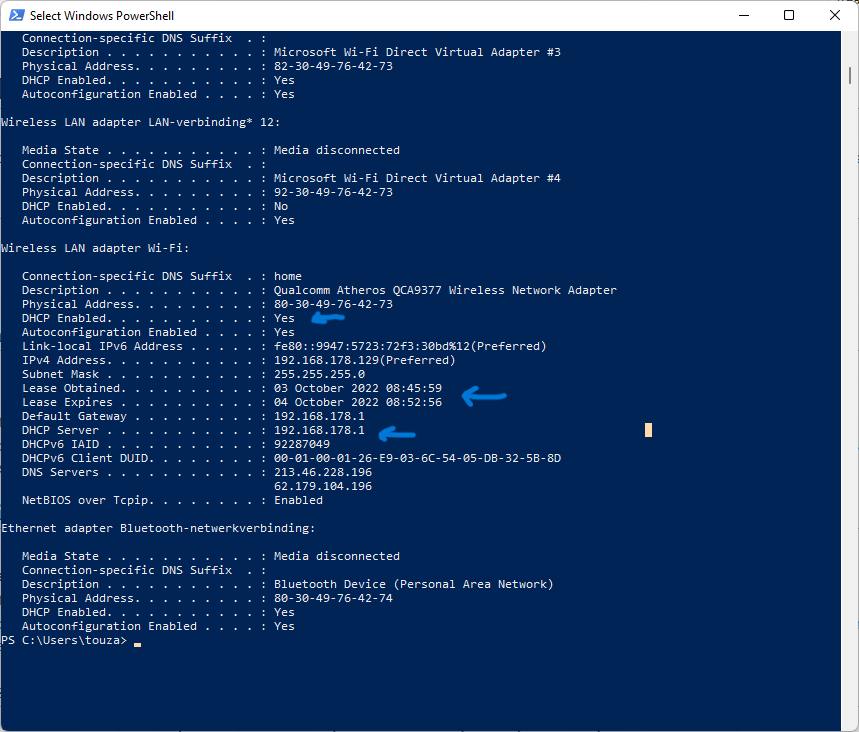 Select Windows PowerShell
   Connection-specific DNS Suffix  . :
   Description . . . . . . . . . . . : Microsoft Wi-Fi Direct Virtual Adapter #3
   Physical Address. . . . . . . . . : 82-30-49-76-42-73
   DHCP Enabled. . . . . . . . . . . : Yes
   Autoconfiguration Enabled . . . . : Yes

Wireless LAN adapter LAN-verbinding* 12:

   Media State . . . . . . . . . . . : Media disconnected
   Connection-specific DNS Suffix  . :
   Description . . . . . . . . . . . : Microsoft Wi-Fi Direct Virtual Adapter #4
   Physical Address. . . . . . . . . : 92-30-49-76-42-73
   DHCP Enabled. . . . . . . . . . . : No
   Autoconfiguration Enabled . . . . : Yes

Wireless LAN adapter Wi-Fi:

   Connection-specific DNS Suffix  . : home
   Description . . . . . . . . . . . : Qualcomm Atheros QCA9377 Wireless Network Adapter
   Physical Address. . . . . . . . . : 80-30-49-76-42-73
   DHCP Enabled. . . . . . . . . . . : Yes
   Autoconfiguration Enabled . . . . : Yes
   Link-local IPv6 Address . . . . . : fe80::9947:5723:72f3:30bd%12(Preferred)
   IPv4 Address. . . . . . . . . . . : 192.168.178.129(Preferred)
   Subnet Mask . . . . . . . . . . . : 255.255.255.0
   Lease Obtained. . . . . . . . . . : 03 October 2022 08:45:59
   Lease Expires . . . . . . . . . . : 04 October 2022 08:52:56
   Default Gateway . . . . . . . . . : 192.168.178.1
   DHCP Server . . . . . . . . . . . : 192.168.178.1
   DHCPv6 IAID . . . . . . . . . . . : 92287049
   DHCPv6 Client DUID. . . . . . . . : 00-01-00-01-26-E9-03-6C-54-05-DB-32-5B-8D
   DNS Servers . . . . . . . . . . . : 213.46.228.196
                                       62.179.104.196
   NetBIOS over Tcpip. . . . . . . . : Enabled

Ethernet adapter Bluetooth-netwerkverbinding:

   Media State . . . . . . . . . . . : Media disconnected
   Connection-specific DNS Suffix  . :
   Description . . . . . . . . . . . : Bluetooth Device (Personal Area Network)
   Physical Address. . . . . . . . . : 80-30-49-76-42-74
   DHCP Enabled. . . . . . . . . . . : Yes
   Autoconfiguration Enabled . . . . : Yes
PS C:\Users\touza>